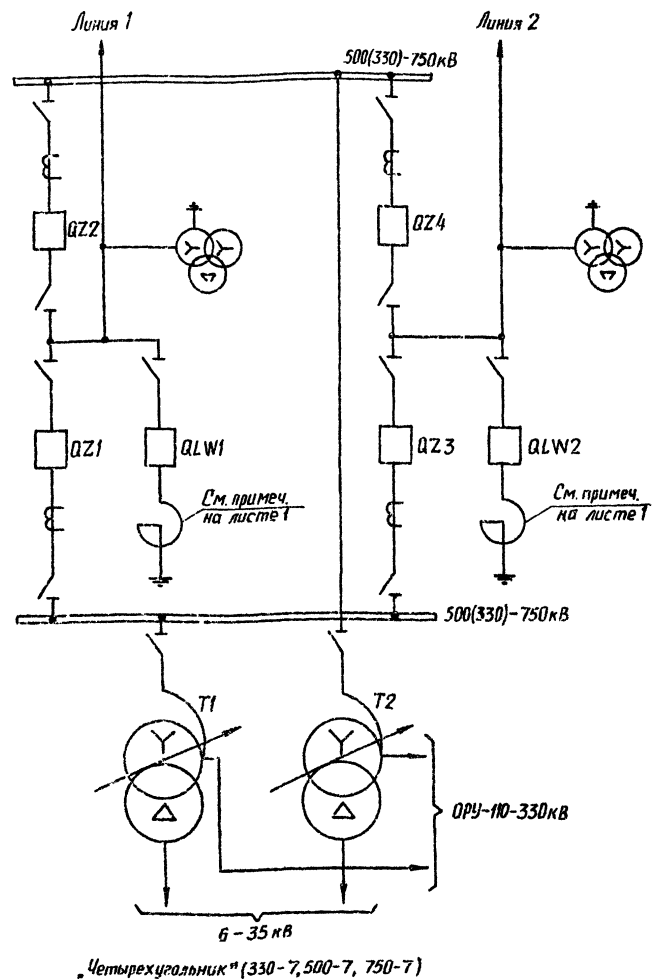 Линия 1
Линия 2
500(330)-750кВ
QZ2
QZ4
QZ1
QLW1
QZ3
QLW2
См. примеч.
на листе 1
См. примеч.
на листе 1
500(330)-750кВ
T1
T2
ОРУ-110-330кВ
6-35 кВ
„Четырехугольник" (330-7, 500-7, 750-7)